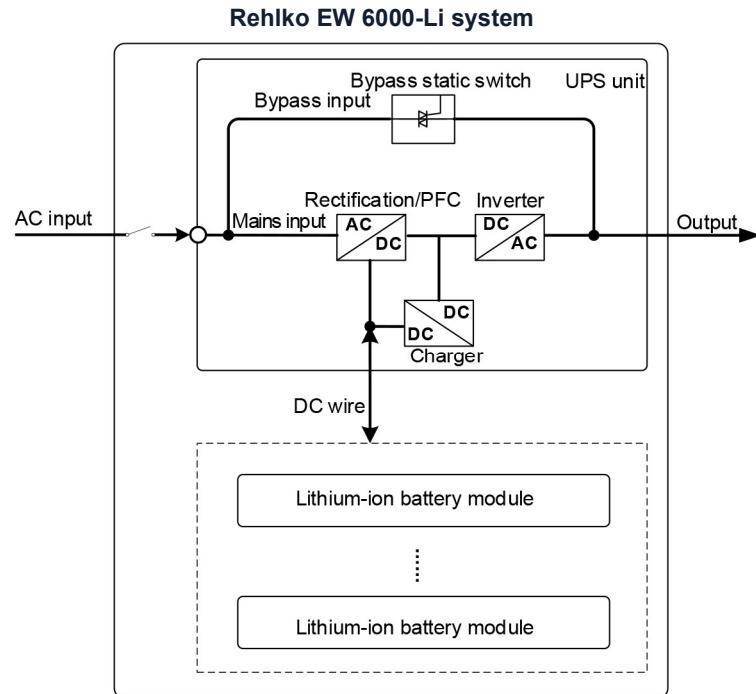 Rehlko EW 6000-Li system
Bypass static switch
UPS unit
Bypass input
Rectification/PFC
Inverter
AC input
Mains input
AC
DC
DC
AC
Output
DC
DC
Charger
DC wire
Lithium-ion battery module
Lithium-ion battery module